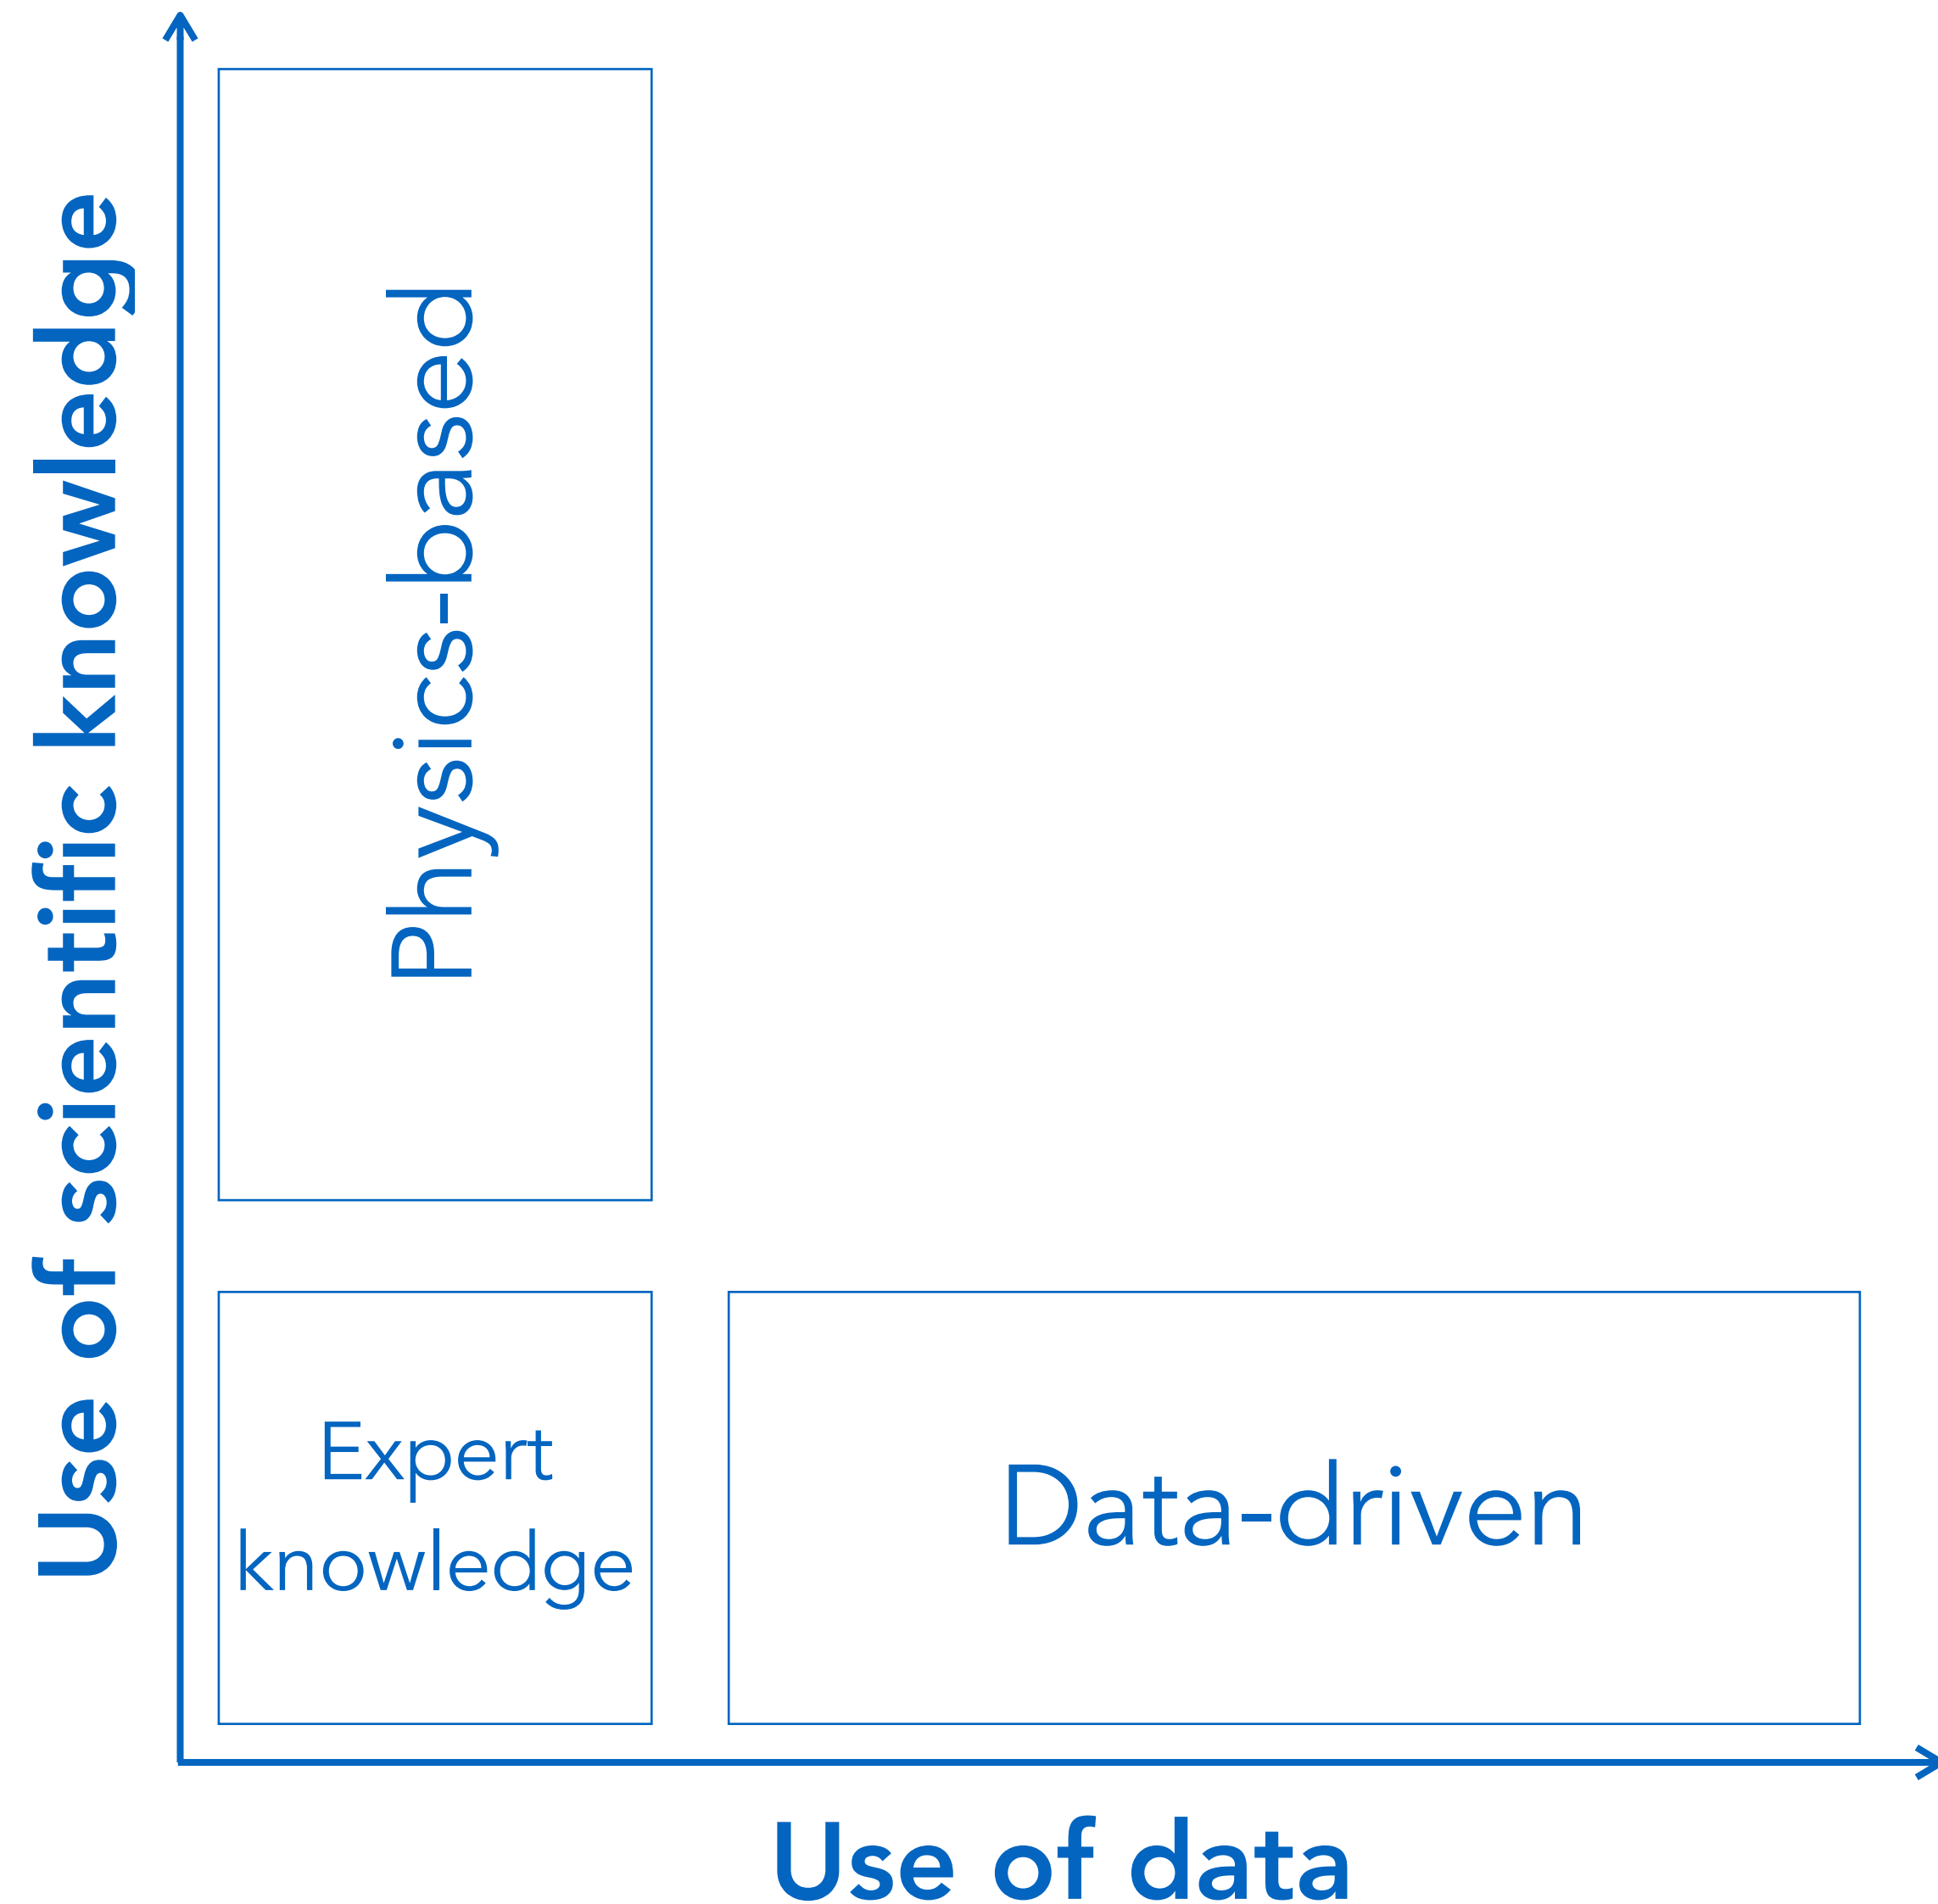 Use of scientific knowledge
Physics-based
Expert
knowledge
Data-driven
Use of data